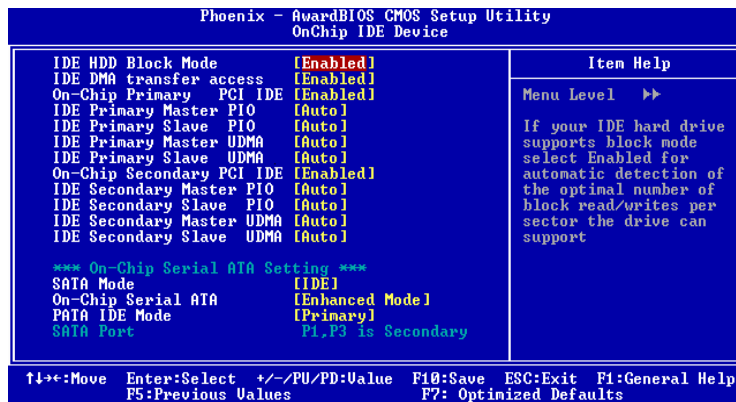 Phoenix - AwardBIOS CMOS Setup Utility
OnChip IDE Device
IDE HDD Block Mode [Enabled]
IDE DMA transfer access [Enabled]
On-Chip Primary PCI IDE [Enabled]
IDE Primary Master PIO [Auto]
IDE Primary Slave PIO [Auto]
IDE Primary Master UDMA [Auto]
IDE Primary Slave UDMA [Auto]
On-Chip Secondary PCI IDE [Enabled]
IDE Secondary Master PIO [Auto]
IDE Secondary Slave PIO [Auto]
IDE Secondary Master UDMA [Auto]
IDE Secondary Slave UDMA [Auto]
*** On-Chip Serial ATA Setting ***
SATA Mode [IDE]
On-Chip Serial ATA [Enhanced Mode]
PATA IDE Mode [Primary]
SATA Port P1,P3 is Secondary
Item Help
Menu Level ▶▶
If your IDE hard drive
supports block mode
select Enabled for
automatic detection of
the optimal number of
block read/writes per
sector the drive can
support
↑↓→←:Move Enter:Select +/-/PU/PD:Value F10:Save ESC:Exit F1:General Help
F5:Previous Values F7: Optimized Defaults